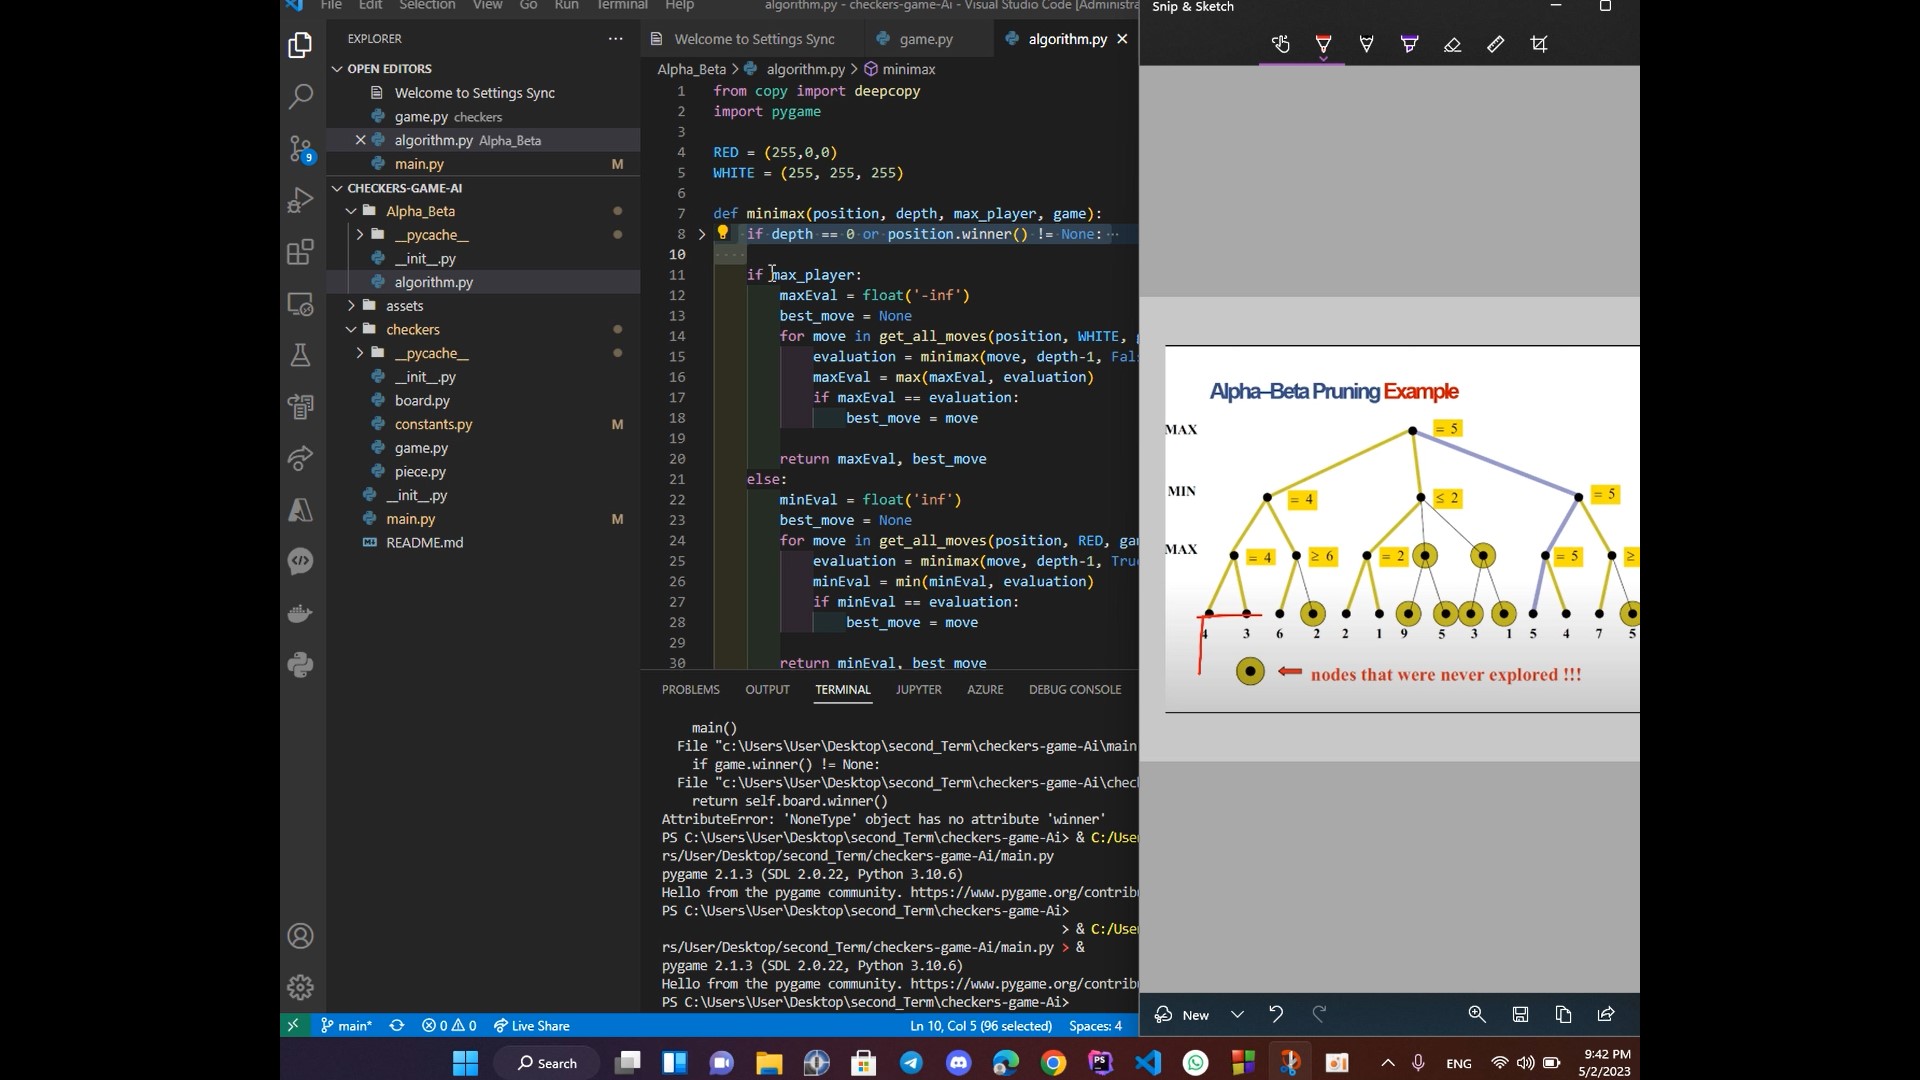 File Edit Selection View Go Run Terminal Help
algorithm.py - checkers-game-Ai - Visual Studio Code [Administra
EXPLORER
OPEN EDITORS
Welcome to Settings Sync
game.py checkers
algorithm.py Alpha_Beta
main.py M
CHECKERS-GAME-AI
Alpha_Beta
__pycache__
__init__.py
algorithm.py
assets
checkers
__pycache__
__init__.py
board.py
constants.py M
game.py
piece.py
__init__.py
main.py M
README.md
9
Welcome to Settings Sync
game.py
algorithm.py
Alpha_Beta > algorithm.py > minimax
1 from copy import deepcopy
2 import pygame
3
4 RED = (255,0,0)
5 WHITE = (255, 255, 255)
6
7 def minimax(position, depth, max_player, game):
8 if depth == 0 or position.winner() != None: ...
10
11 if max_player:
12 maxEval = float('-inf')
13 best_move = None
14 for move in get_all_moves(position, WHITE,
15 evaluation = minimax(move, depth-1, Fal
16 maxEval = max(maxEval, evaluation)
17 if maxEval == evaluation:
18 best_move = move
19
20 return maxEval, best_move
21 else:
22 minEval = float('inf')
23 best_move = None
24 for move in get_all_moves(position, RED, ga
25 evaluation = minimax(move, depth-1, Tru
26 minEval = min(minEval, evaluation)
27 if minEval == evaluation:
28 best_move = move
29
30 return minEval, best_move
PROBLEMS OUTPUT TERMINAL JUPYTER AZURE DEBUG CONSOLE
main()
File "c:\Users\User\Desktop\second_Term\checkers-game-Ai\main
if game.winner() != None:
File "c:\Users\User\Desktop\second_Term\checkers-game-Ai\chec
return self.board.winner()
AttributeError: 'NoneType' object has no attribute 'winner'
PS C:\Users\User\Desktop\second_Term\checkers-game-Ai> & C:/Use
rs/User/Desktop/second_Term/checkers-game-Ai/main.py
pygame 2.1.3 (SDL 2.0.22, Python 3.10.6)
Hello from the pygame community. https://www.pygame.org/contrib
PS C:\Users\User\Desktop\second_Term\checkers-game-Ai>
> & C:/Use
rs/User/Desktop/second_Term/checkers-game-Ai/main.py > &
pygame 2.1.3 (SDL 2.0.22, Python 3.10.6)
Hello from the pygame community. https://www.pygame.org/contrib
PS C:\Users\User\Desktop\second_Term\checkers-game-Ai>
main* 0 0 Live Share Ln 10, Col 5 (96 selected) Spaces: 4
Snip & Sketch
Alpha–Beta Pruning Example
MAX = 5
MIN = 4 ≤ 2 = 5
MAX = 4 ≥ 6 = 2 = 5 ≥
4 3 6 2 2 1 9 5 3 1 5 4 7 5
nodes that were never explored !!!
New
Search
PS
ENG
9:42 PM
5/2/2023